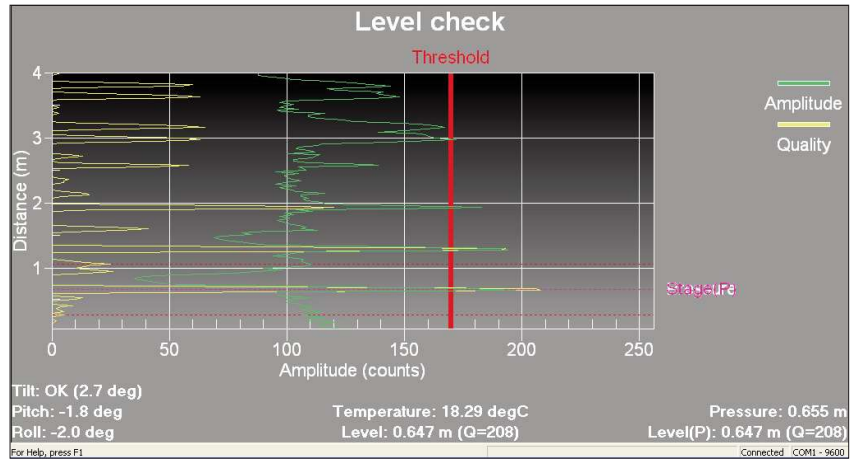 Level check
Threshold
Amplitude
Quality
Distance (m)
4
3
2
1
0 50 100 150 200 250
Amplitude (counts)
Tilt: OK (2.7 deg)
Pitch: -1.8 deg Temperature: 18.29 degC Pressure: 0.655 m
Roll: -2.0 deg Level: 0.647 m (Q=208) Level(P): 0.647 m (Q=208)
For Help, press F1 Connected COM1 - 9600